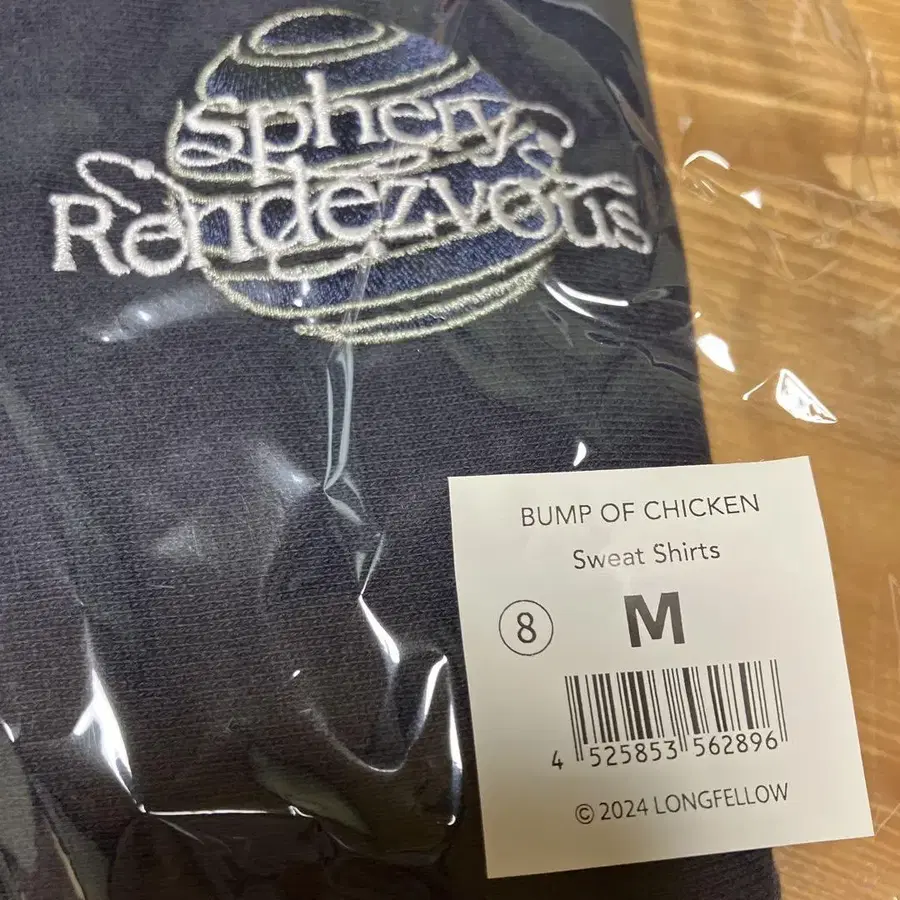 Sphery
Rendezvous
BUMP OF CHICKEN
Sweat Shirts
8 M
4 525853 562896
© 2024 LONGFELLOW